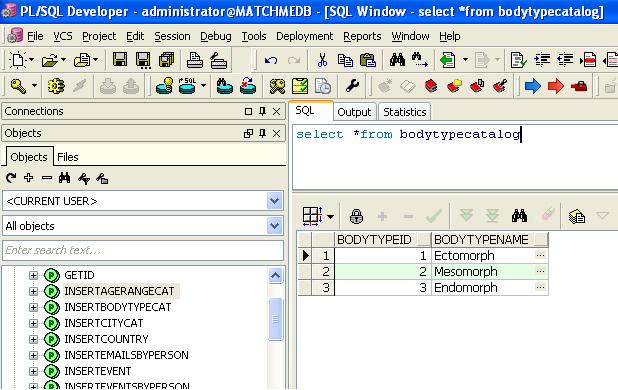 PL/SQL Developer - administrator@MATCHMEDB - [SQL Window - select *from bodytypecatalog]
File VCS Project Edit Session Debug Tools Deployment Reports Window Help
Connections
Objects
Objects Files
<CURRENT USER>
All objects
Enter search text...
GETID
INSERTAGERANGECAT
INSERTBODYTYPECAT
INSERTCITYCAT
INSERTCOUNTRY
INSERTEMAILSBYPERSON
INSERTEVENT
INSERTEVENTSBYPERSON
SQL Output Statistics
select *from bodytypecatalog
BODYTYPEID BODYTYPENAME
1 1 Ectomorph ...
2 2 Mesomorph ...
3 3 Endomorph ...